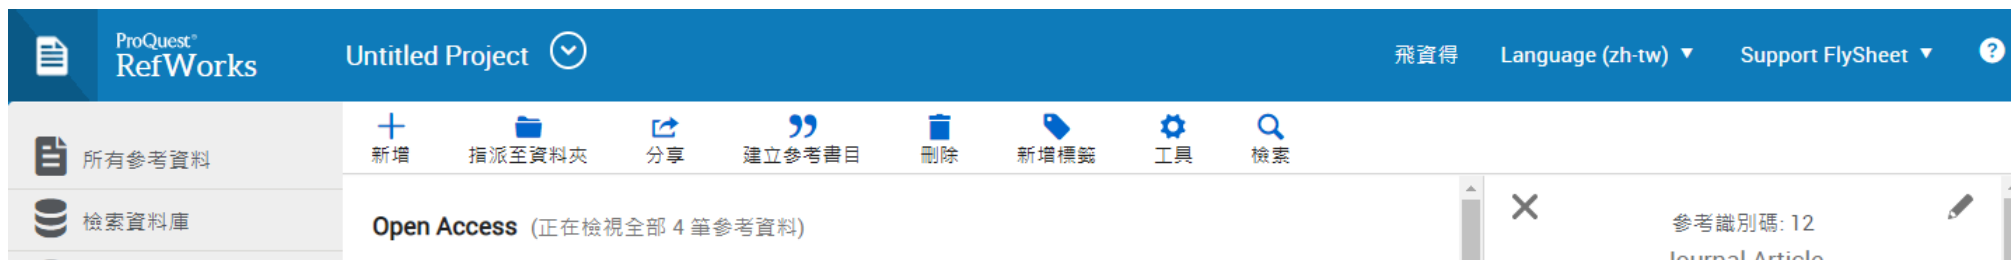 ProQuest®
RefWorks
Untitled Project
飛資得
Language (zh-tw) ▼
Support FlySheet ▼
?
所有參考資料
檢索資料庫
新增
指派至資料夾
分享
建立參考書目
刪除
新增標籤
工具
檢索
Open Access (正在檢視全部 4 筆參考資料)
參考識別碼: 12
Journal Article